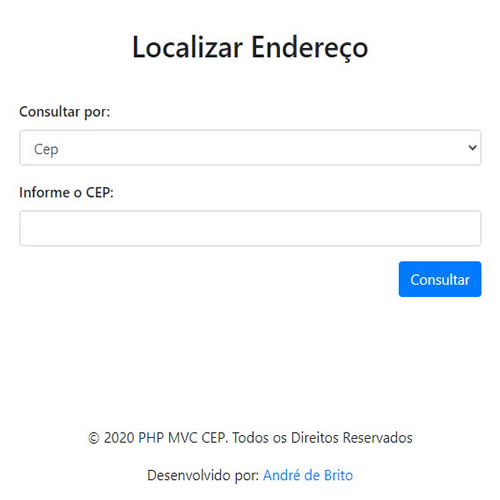 Localizar Endereço
Consultar por:
Cep
Informe o CEP:
Consultar
© 2020 PHP MVC CEP. Todos os Direitos Reservados
Desenvolvido por: André de Brito